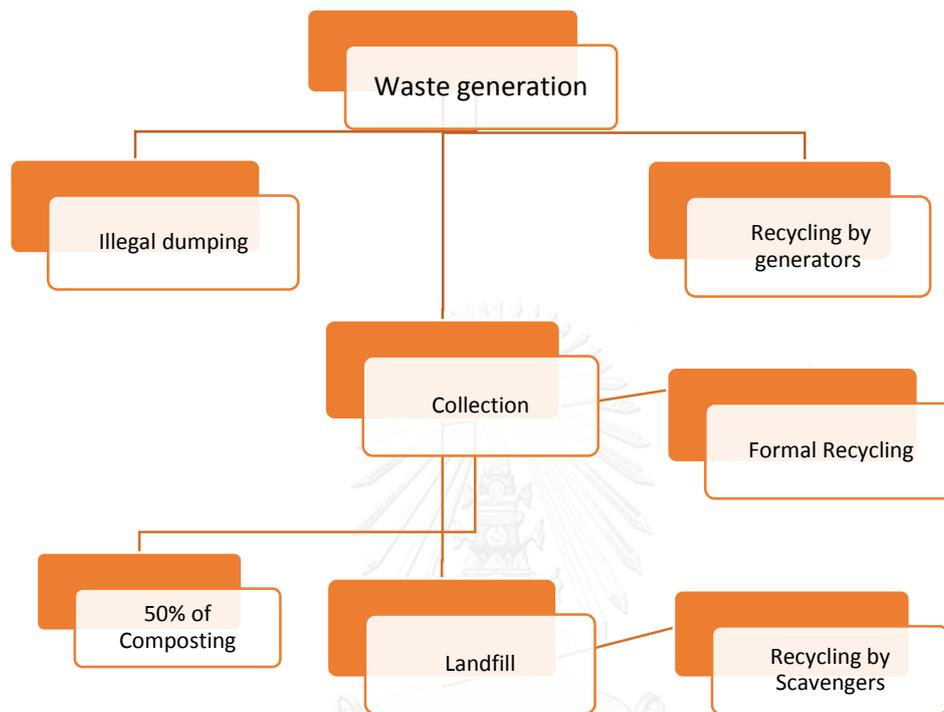 Waste generation
Illegal dumping
Recycling by
generators
Collection
Formal Recycling
50% of
Composting
Landfill
Recycling by
Scavengers